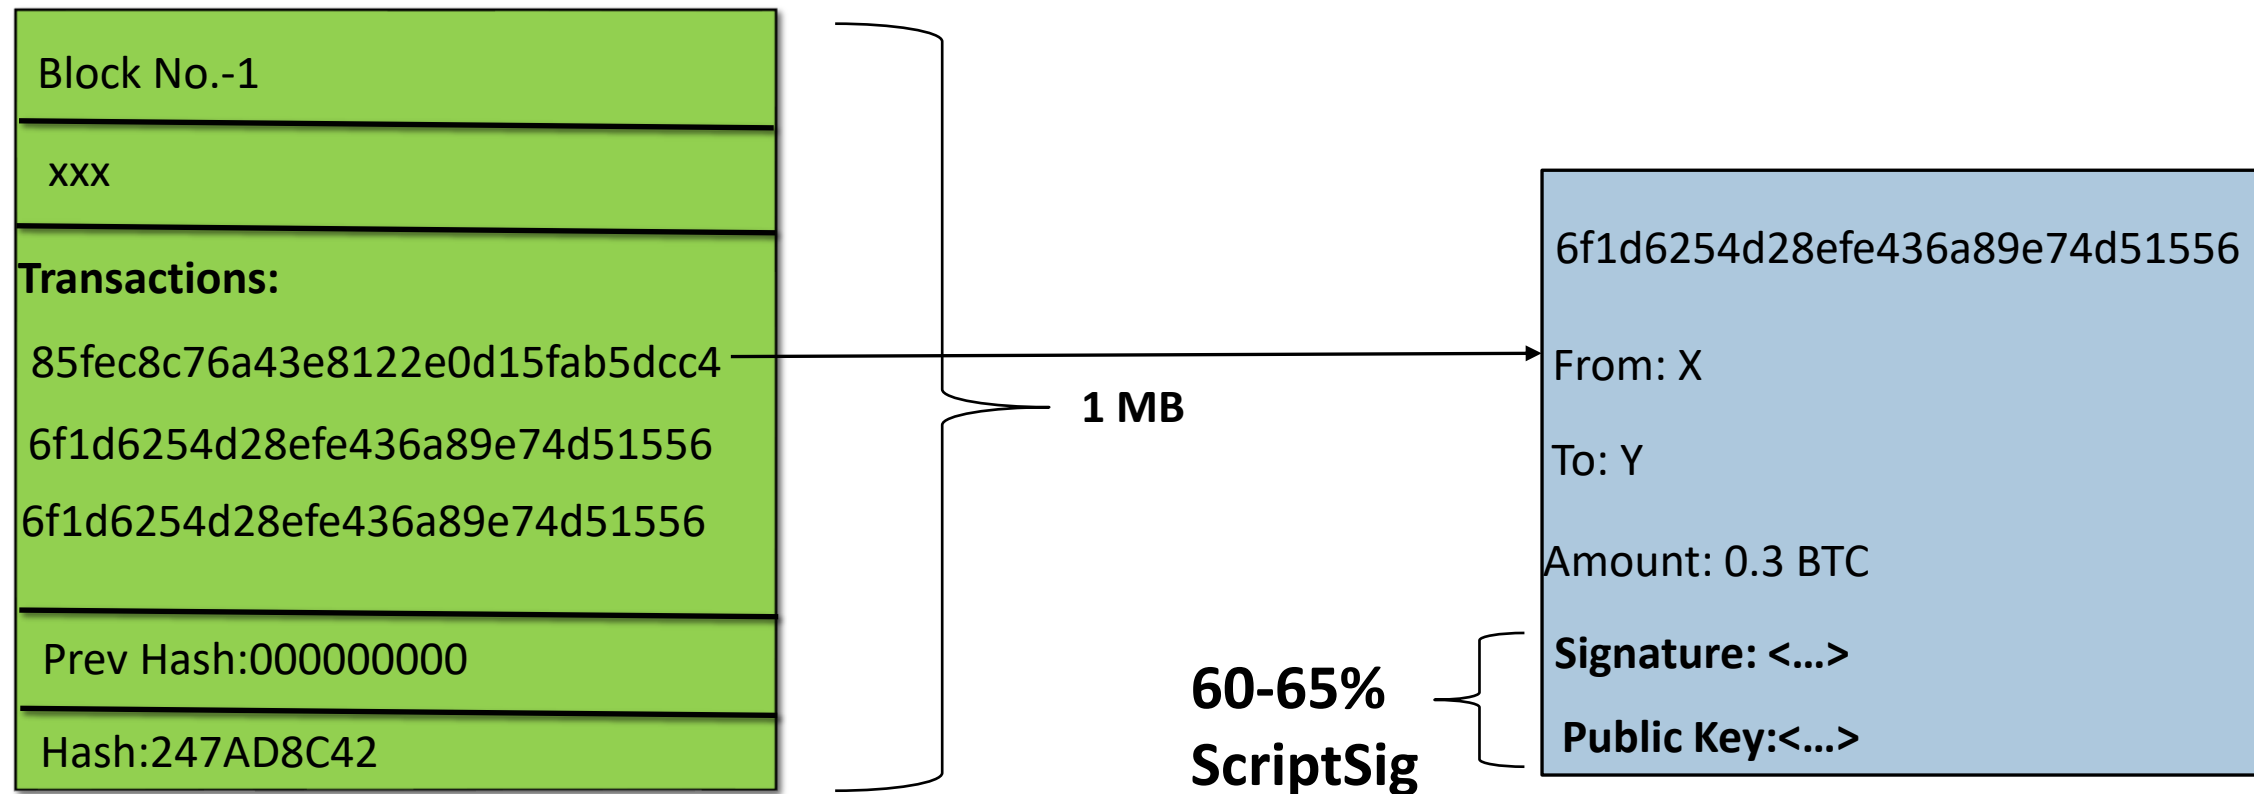 Block No.-1
xxx
Transactions:
85fec8c76a43e8122e0d15fab5dcc4
6f1d6254d28efe436a89e74d51556
6f1d6254d28efe436a89e74d51556
Prev Hash:000000000
Hash:247AD8C42
1 MB
6f1d6254d28efe436a89e74d51556
From: X
To: Y
Amount: 0.3 BTC
Signature: <...>
Public Key:<...>
60-65%
ScriptSig